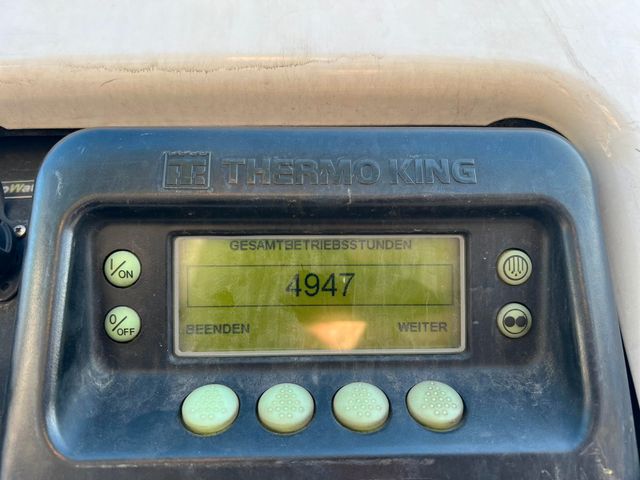 THERMO KING
GESAMTBETRIEBSSTUNDEN
I/ON
4947
0/OFF
BEENDEN WEITER